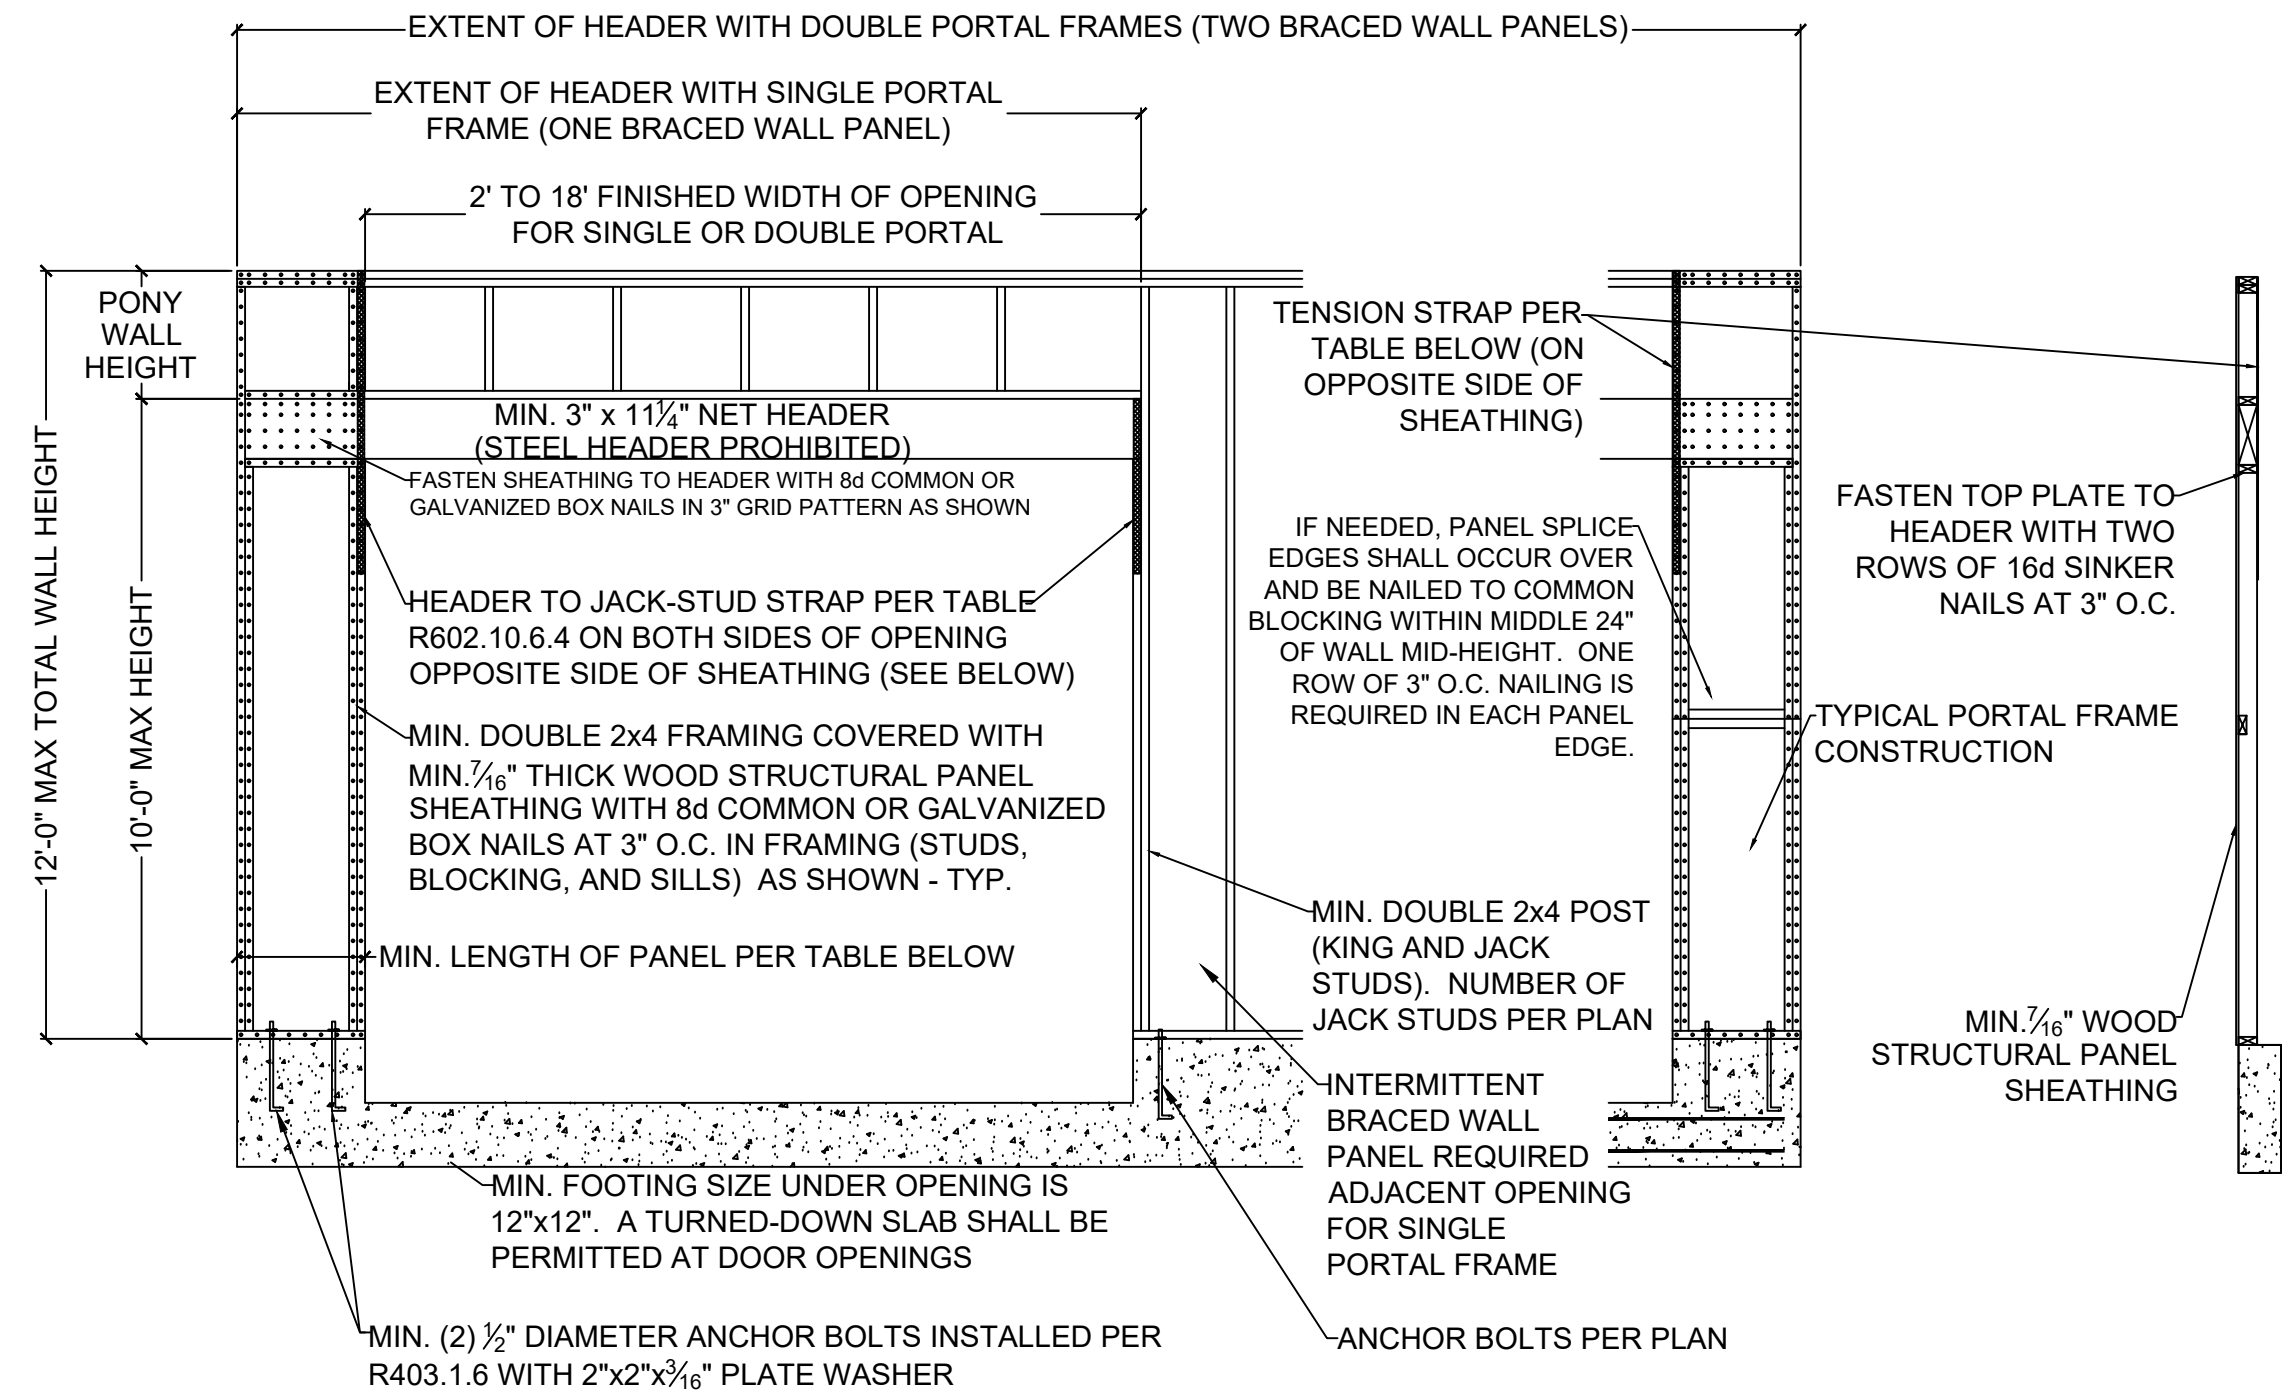 EXTENT OF HEADER WITH DOUBLE PORTAL FRAMES (TWO BRACED WALL PANELS)
EXTENT OF HEADER WITH SINGLE PORTAL
FRAME (ONE BRACED WALL PANEL)
2' TO 18' FINISHED WIDTH OF OPENING
FOR SINGLE OR DOUBLE PORTAL
PONY
WALL
HEIGHT
12'-0" MAX TOTAL WALL HEIGHT
10'-0" MAX HEIGHT
MIN. 3" x 11¼" NET HEADER
(STEEL HEADER PROHIBITED)
FASTEN SHEATHING TO HEADER WITH 8d COMMON OR
GALVANIZED BOX NAILS IN 3" GRID PATTERN AS SHOWN
HEADER TO JACK-STUD STRAP PER TABLE
R602.10.6.4 ON BOTH SIDES OF OPENING
OPPOSITE SIDE OF SHEATHING (SEE BELOW)
MIN. DOUBLE 2x4 FRAMING COVERED WITH
MIN.7⁄16" THICK WOOD STRUCTURAL PANEL
SHEATHING WITH 8d COMMON OR GALVANIZED
BOX NAILS AT 3" O.C. IN FRAMING (STUDS,
BLOCKING, AND SILLS) AS SHOWN - TYP.
MIN. LENGTH OF PANEL PER TABLE BELOW
MIN. FOOTING SIZE UNDER OPENING IS
12"x12". A TURNED-DOWN SLAB SHALL BE
PERMITTED AT DOOR OPENINGS
MIN. (2) ½" DIAMETER ANCHOR BOLTS INSTALLED PER
R403.1.6 WITH 2"x2"x3⁄16" PLATE WASHER
TENSION STRAP PER
TABLE BELOW (ON
OPPOSITE SIDE OF
SHEATHING)
IF NEEDED, PANEL SPLICE
EDGES SHALL OCCUR OVER
AND BE NAILED TO COMMON
BLOCKING WITHIN MIDDLE 24"
OF WALL MID-HEIGHT. ONE
ROW OF 3" O.C. NAILING IS
REQUIRED IN EACH PANEL
EDGE.
MIN. DOUBLE 2x4 POST
(KING AND JACK
STUDS). NUMBER OF
JACK STUDS PER PLAN
INTERMITTENT
BRACED WALL
PANEL REQUIRED
ADJACENT OPENING
FOR SINGLE
PORTAL FRAME
ANCHOR BOLTS PER PLAN
FASTEN TOP PLATE TO
HEADER WITH TWO
ROWS OF 16d SINKER
NAILS AT 3" O.C.
TYPICAL PORTAL FRAME
CONSTRUCTION
MIN.7⁄16" WOOD
STRUCTURAL PANEL
SHEATHING